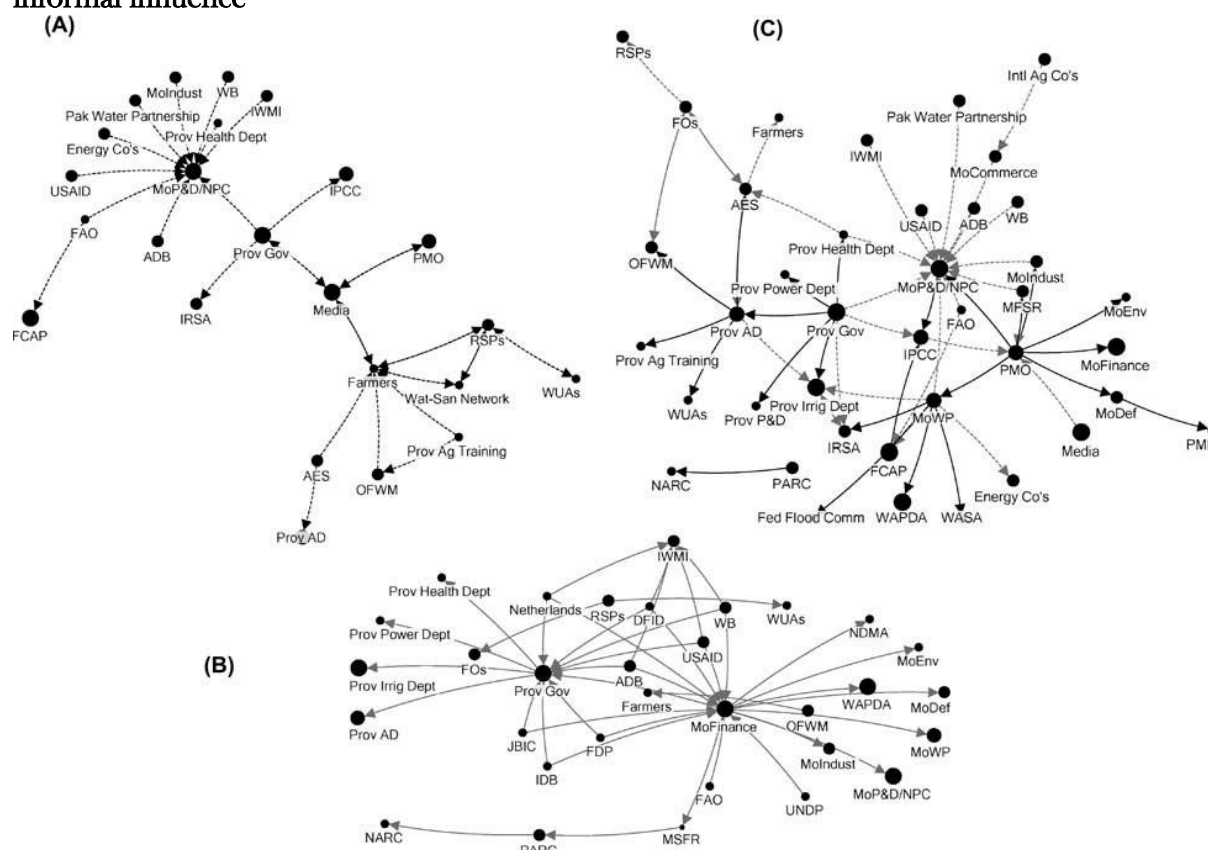 informal influence
(A)
MoIndust
WB
IWMI
Pak Water Partnership
Prov Health Dept
Energy Co's
USAID
MoP&D/NPC
IPCC
FAO
ADB
Prov Gov
PMO
IRSA
Media
FCAP
RSPs
Farmers
Wat-San Network
WUAs
Prov Ag Training
AES
OFWM
Prov AD
(C)
RSPs
Intl Ag Co's
FOs
Farmers
Pak Water Partnership
IWMI
MoCommerce
AES
USAID
ADB
WB
Prov Health Dept
OFWM
MoIndust
Prov Power Dept
MoP&D/NPC
MFSR
FAO
MoEnv
Prov AD
Prov Gov
IPCC
PMO
Prov Ag Training
MoFinance
WUAs
Prov P&D
Prov Irrig Dept
MoWP
MoDef
IRSA
Media
FCAP
NARC
PARC
Energy Co's
Fed Flood Comm
WAPDA
WASA
(B)
IWMI
Prov Health Dept
Netherlands
RSPs
DFID
WB
WUAs
NDMA
Prov Power Dept
FOs
USAID
MoEnv
Prov Irrig Dept
Prov Gov
ADB
Farmers
WAPDA
MoDef
Prov AD
MoFinance
OFWM
JBIC
FDP
MoWP
IDB
MoIndust
MoP&D/NPC
FAO
UNDP
NARC
PARC
MSFR